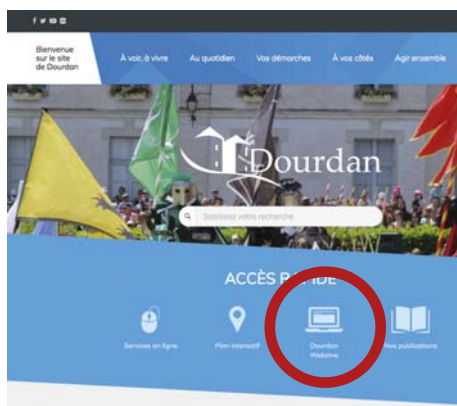 Bienvenue
sur le site
de Dourdan
À voir, à vivre Au quotidien Vos démarches À vos côtés Agir ensemble
Dourdan
Saisissez votre recherche
ACCÈS RAPIDE
Services en ligne Plan interactif Dourdan Nos publications
Webzine